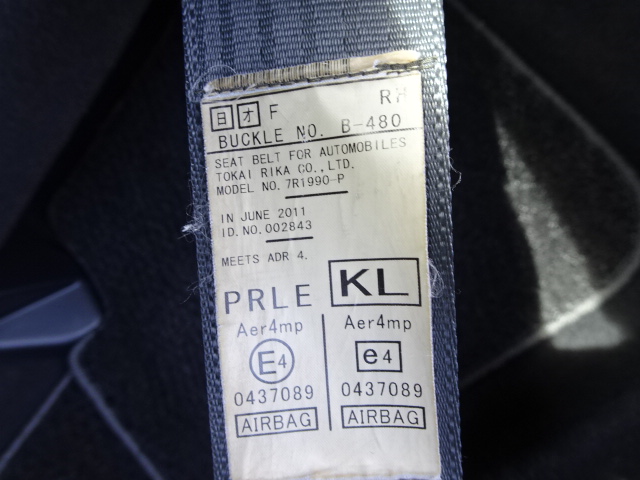 日 才 F RH
BUCKLE NO. B-480
SEAT BELT FOR AUTOMOBILES
TOKAI RIKA CO.,LTD.
MODEL NO. 7R1990-P
IN JUNE 2011
ID.NO.002843
MEETS ADR 4.
PRLE KL
Aer4mp Aer4mp
E4 e4
0437089 0437089
AIRBAG AIRBAG